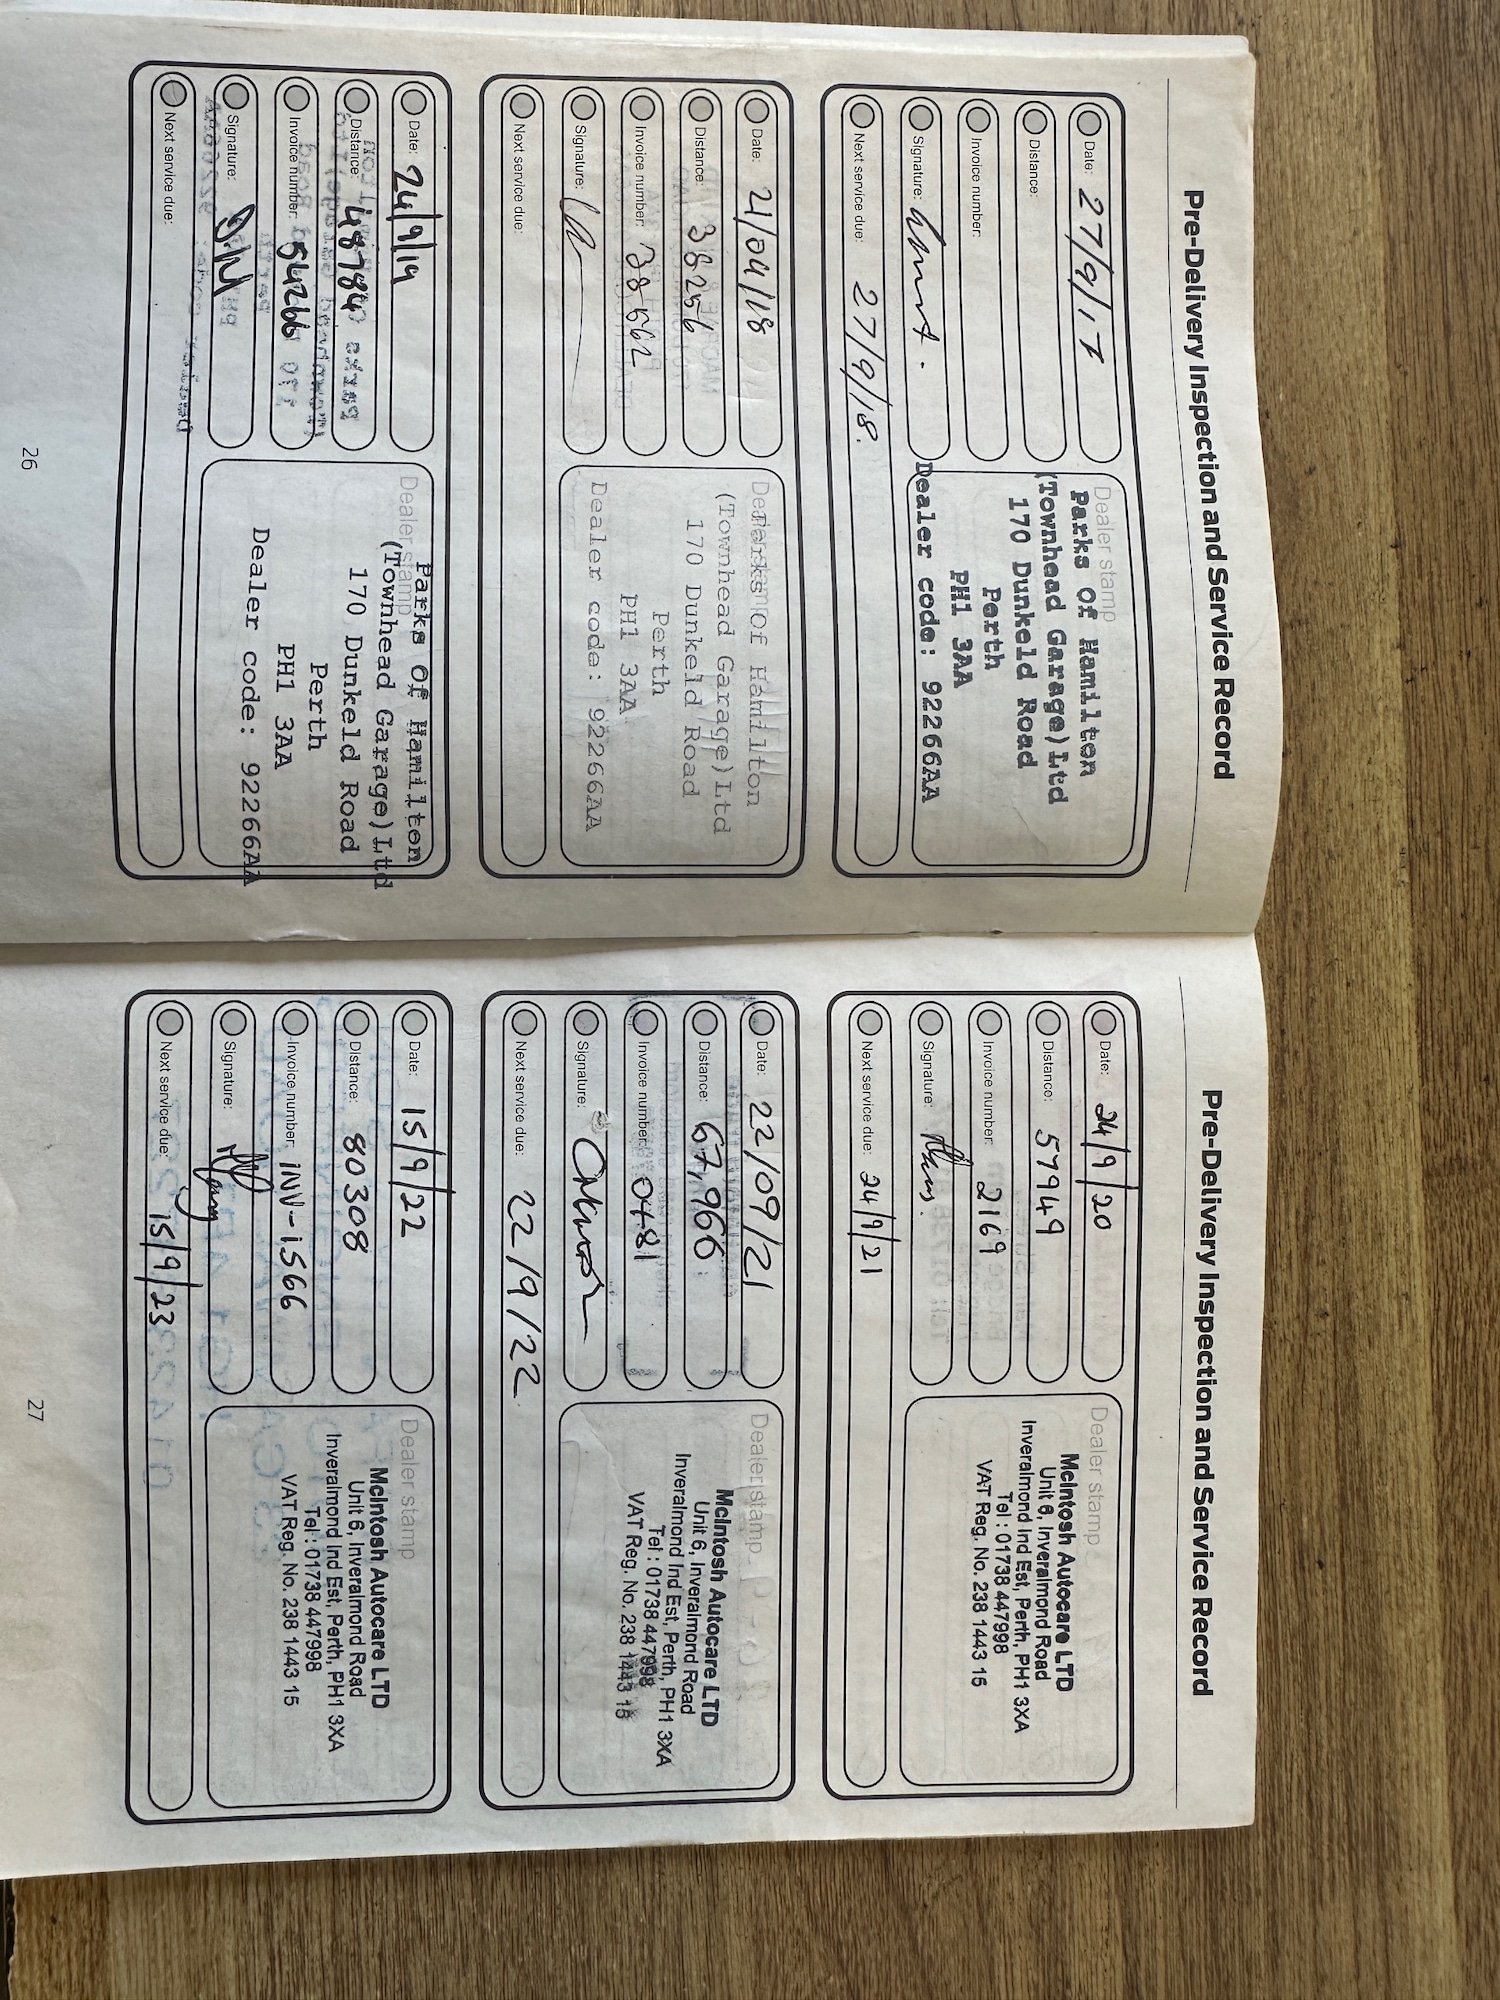 Pre-Delivery Inspection and Service Record
Date: 27/9/17
Distance:
Invoice number:
Signature:
Next service due: 27/9/18.
Dealer stamp
Parks Of Hamilton
(Townhead Garage)Ltd
170 Dunkeld Road
Perth
PH1 3AA
Dealer code: 92266AA
Date: 21/04/18
Distance: 38256
Invoice number: 38562
Signature:
Next service due:
Dealer stamp
Parks Of Hamilton
(Townhead Garage)Ltd
170 Dunkeld Road
Perth
PH1 3AA
Dealer code: 92266AA
Date: 24/9/19
Distance: 48784
Invoice number: 54266
Signature:
Next service due:
Dealer stamp
Parks Of Hamilton
(Townhead Garage)Ltd
170 Dunkeld Road
Perth
PH1 3AA
Dealer code: 92266AA
26
Pre-Delivery Inspection and Service Record
Date: 24/9/20
Distance: 57949
Invoice number: 2169
Signature:
Next service due: 24/9/21
Dealer stamp
McIntosh Autocare LTD
Unit 6, Inveralmond Road
Inveralmond Ind Est, Perth, PH1 3XA
Tel : 01738 447998
VAT Reg. No. 238 1443 15
Date: 22/09/21
Distance: 67,966
Invoice number: 0481
Signature:
Next service due: 22/9/22
Dealer stamp
McIntosh Autocare LTD
Unit 6, Inveralmond Road
Inveralmond Ind Est, Perth, PH1 3XA
Tel : 01738 447998
VAT Reg. No. 238 1443 15
Date: 15/9/22
Distance: 80308
Invoice number: INV-1566
Signature:
Next service due: 15/9/23
Dealer stamp
McIntosh Autocare LTD
Unit 6, Inveralmond Road
Inveralmond Ind Est, Perth, PH1 3XA
Tel : 01738 447998
VAT Reg. No. 238 1443 15
27